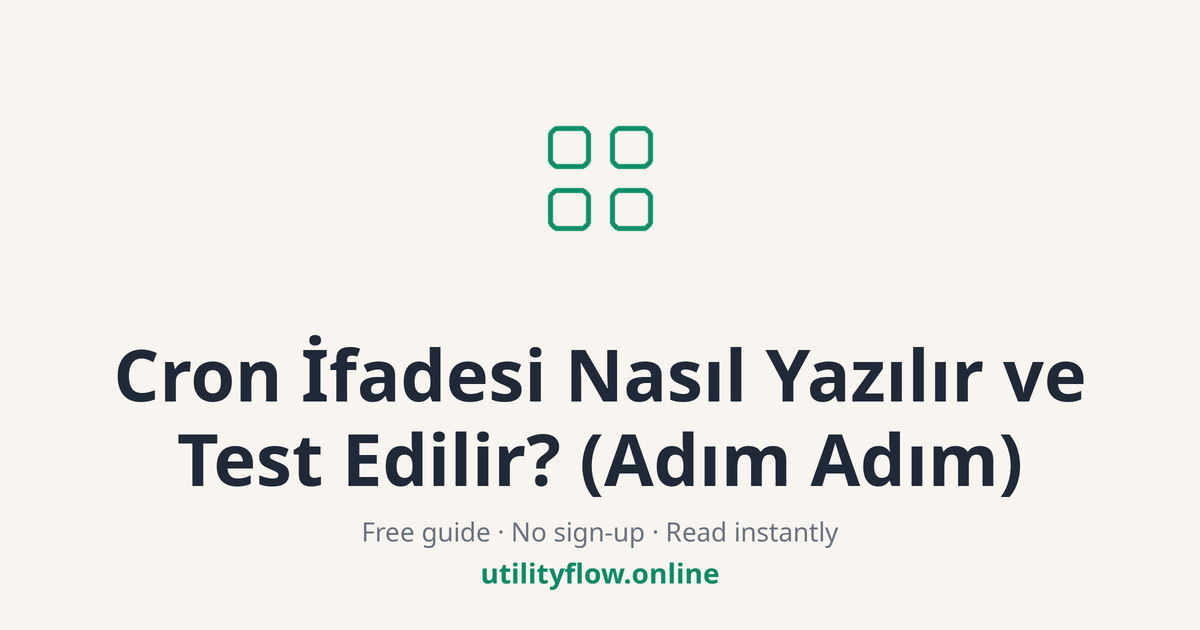 Cron İfadesi Nasıl Yazılır ve
Test Edilir? (Adım Adım)
Free guide · No sign-up · Read instantly
utilityflow.online